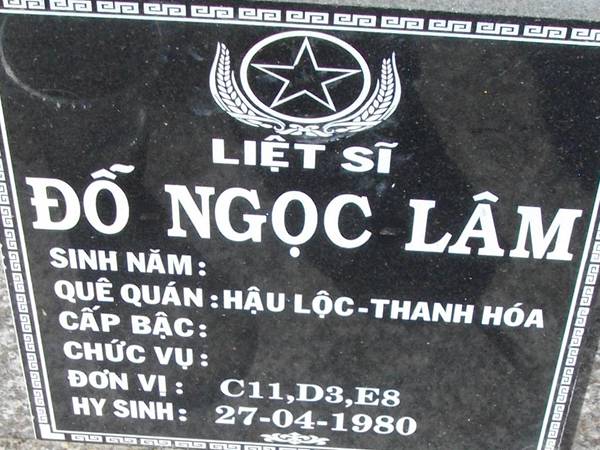 LIỆT SĨ
ĐỖ NGỌC LÂM
SINH NĂM :
QUÊ QUÁN : HẬU LỘC-THANH HÓA
CẤP BẬC :
CHỨC VỤ :
ĐƠN VỊ : C11,D3,E8
HY SINH : 27-04-1980